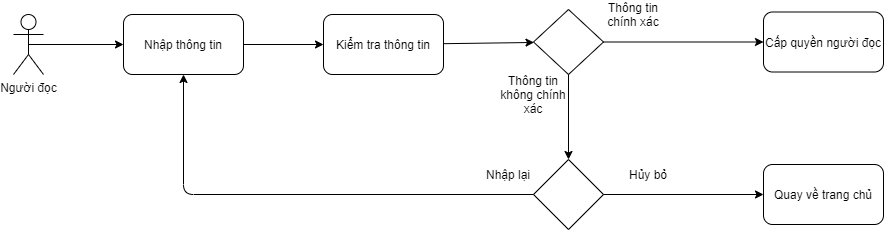 Người đọc
Nhập thông tin
Kiểm tra thông tin
Thông tin
chính xác
Cấp quyền người đọc
Thông tin
không chính
xác
Nhập lại
Hủy bỏ
Quay về trang chủ